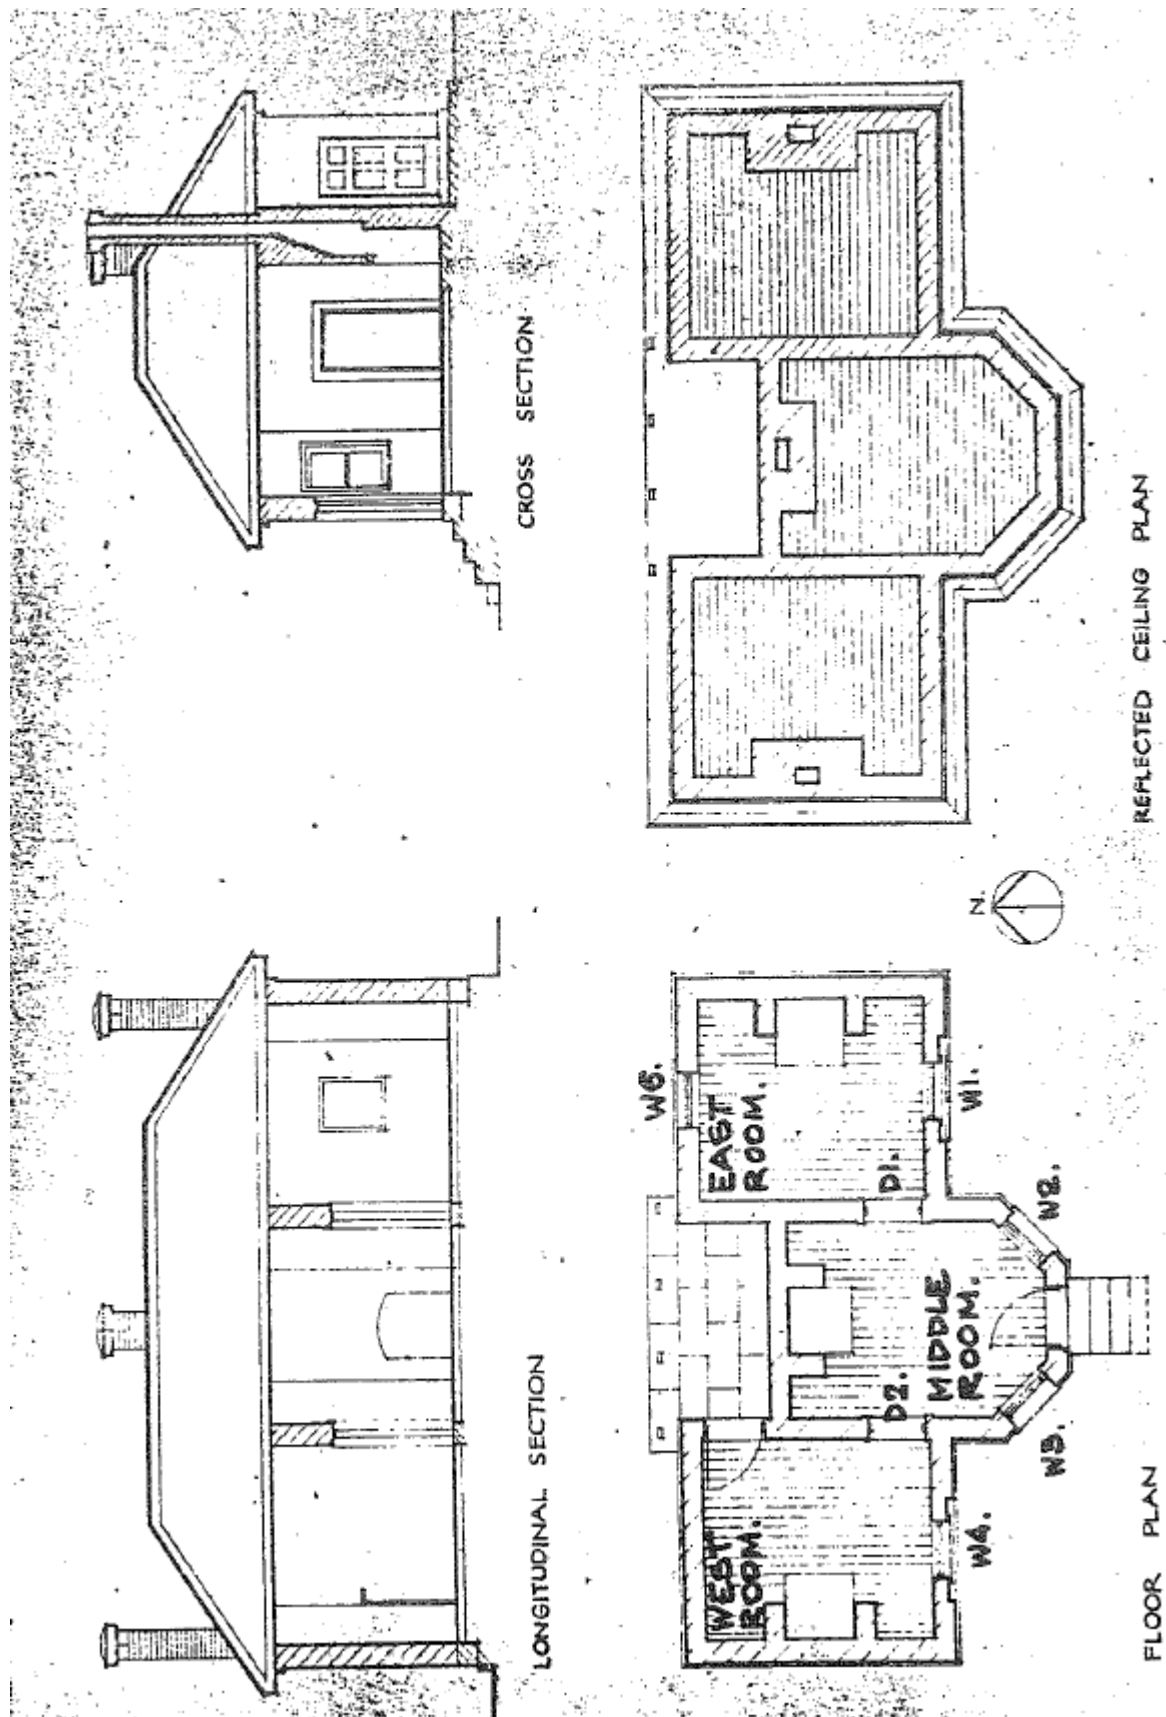 LONGITUDINAL SECTION
CROSS SECTION
W5.
EAST
ROOM.
D1.
W1.
W2.
MIDDLE
ROOM.
D2.
W3.
WEST
ROOM.
W4.
FLOOR PLAN
N.
REFLECTED CEILING PLAN